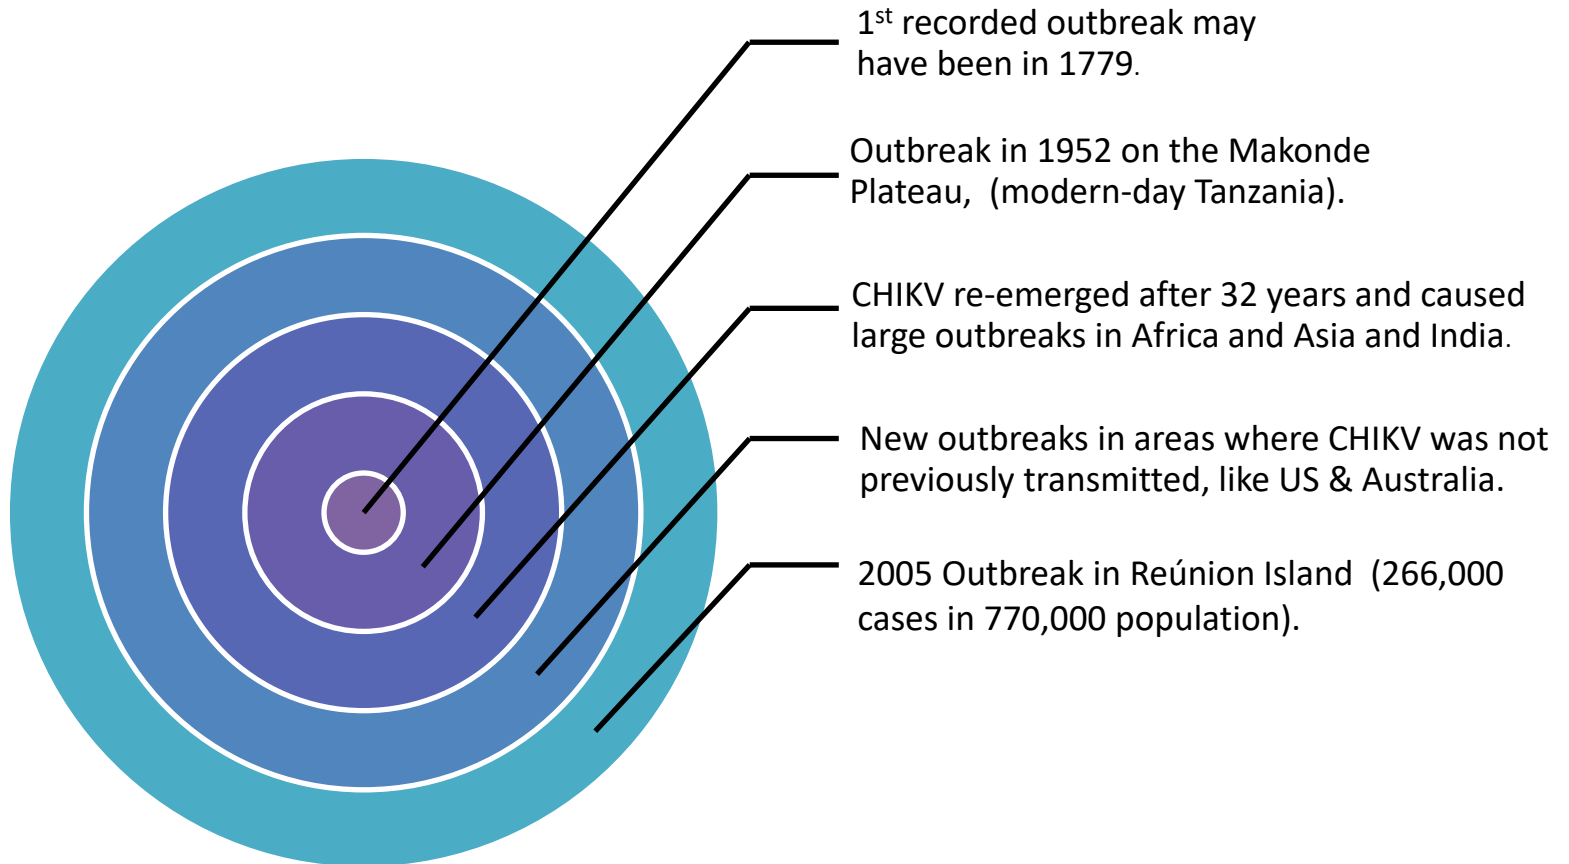 1st recorded outbreak may
have been in 1779.
Outbreak in 1952 on the Makonde
Plateau,  (modern-day Tanzania).
CHIKV re-emerged after 32 years and caused
large outbreaks in Africa and Asia and India.
New outbreaks in areas where CHIKV was not
previously transmitted, like US & Australia.
2005 Outbreak in Reúnion Island  (266,000
cases in 770,000 population).